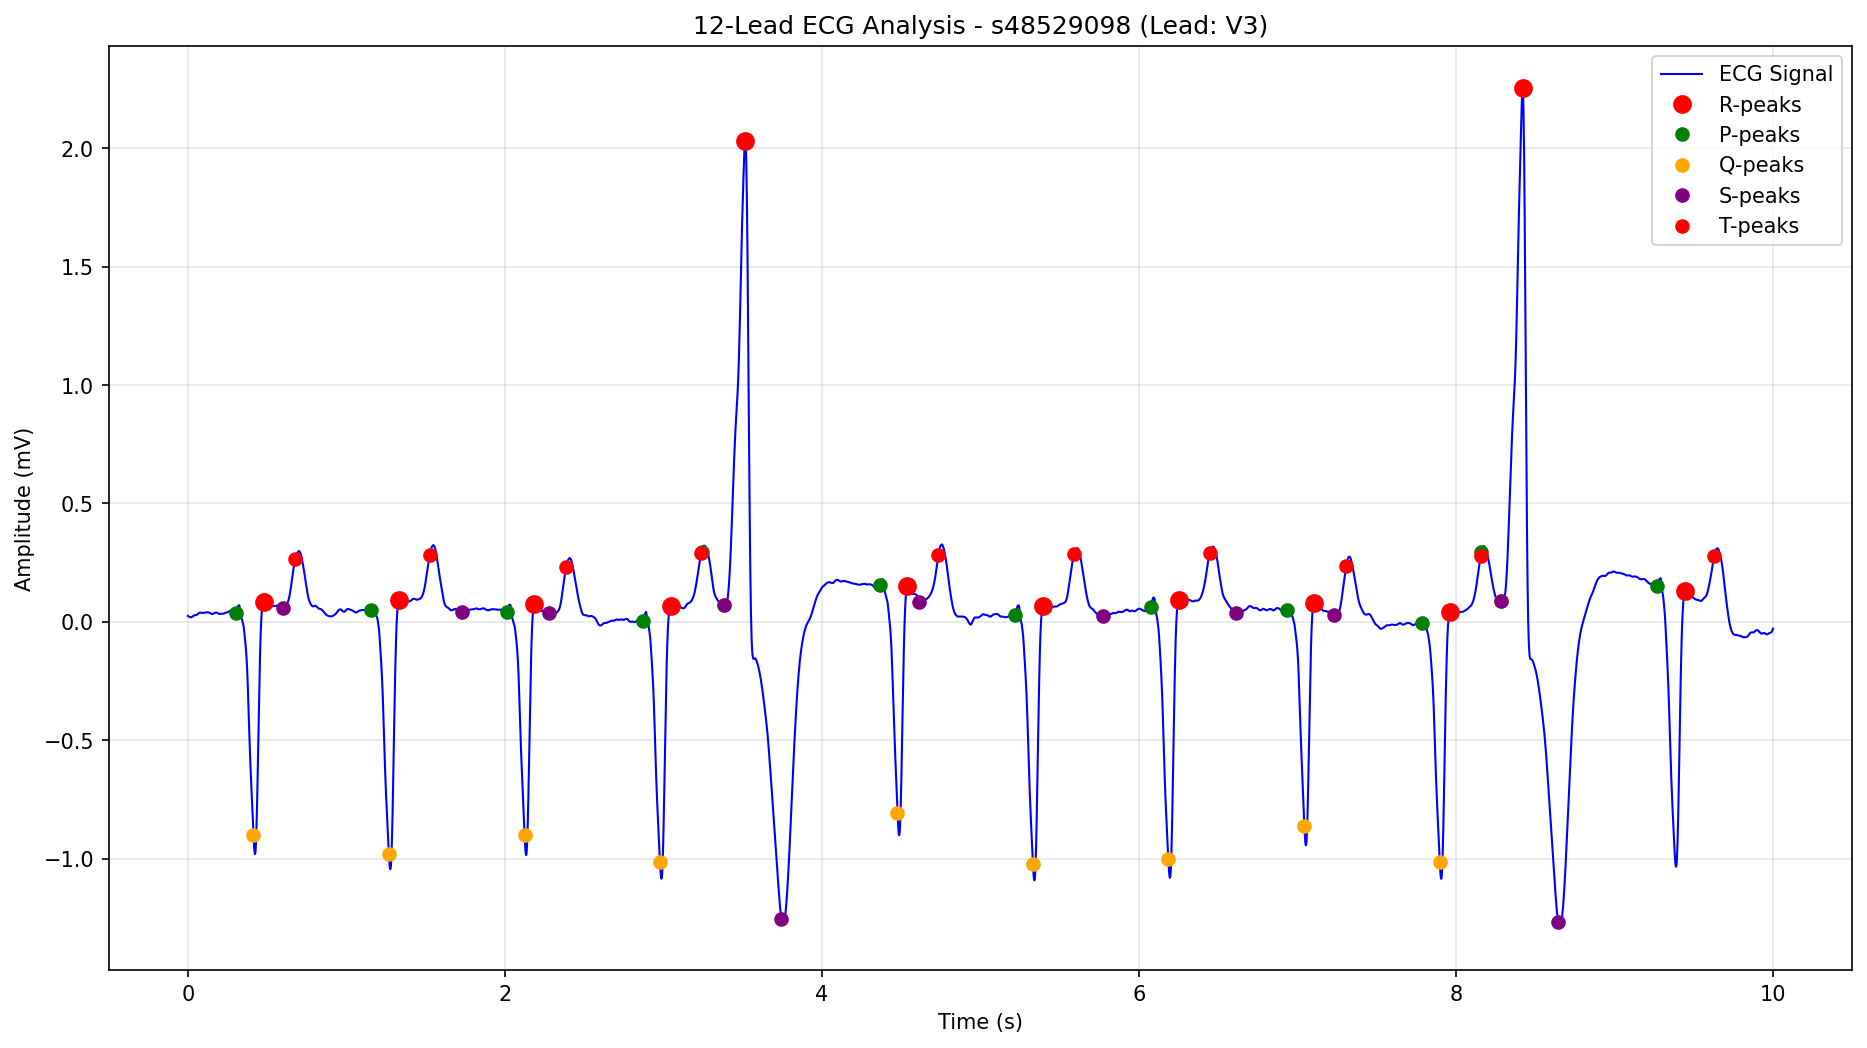 12-Lead ECG Analysis - s48529098 (Lead: V3)
ECG Signal
R-peaks
P-peaks
Q-peaks
S-peaks
T-peaks
Amplitude (mV)
2.0
1.5
1.0
0.5
0.0
−0.5
−1.0
0 2 4 6 8 10
Time (s)